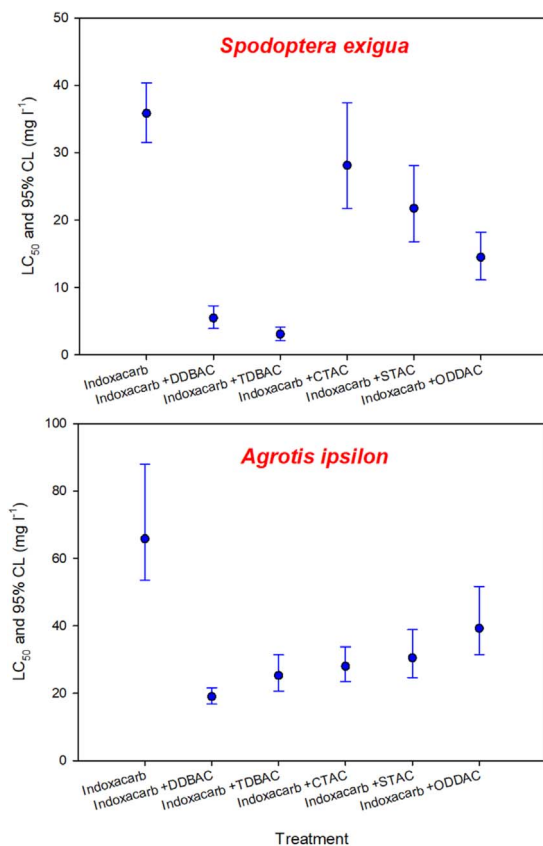 Spodoptera exigua
LC50 and 95% CL (mg l-1)
50
40
30
20
10
0
Indoxacarb
Indoxacarb +DDBAC
Indoxacarb +TDBAC
Indoxacarb +CTAC
Indoxacarb +STAC
Indoxacarb +ODDAC
Agrotis ipsilon
LC50 and 95% CL (mg l-1)
100
80
60
40
20
0
Indoxacarb
Indoxacarb +DDBAC
Indoxacarb +TDBAC
Indoxacarb +CTAC
Indoxacarb +STAC
Indoxacarb +ODDAC
Treatment